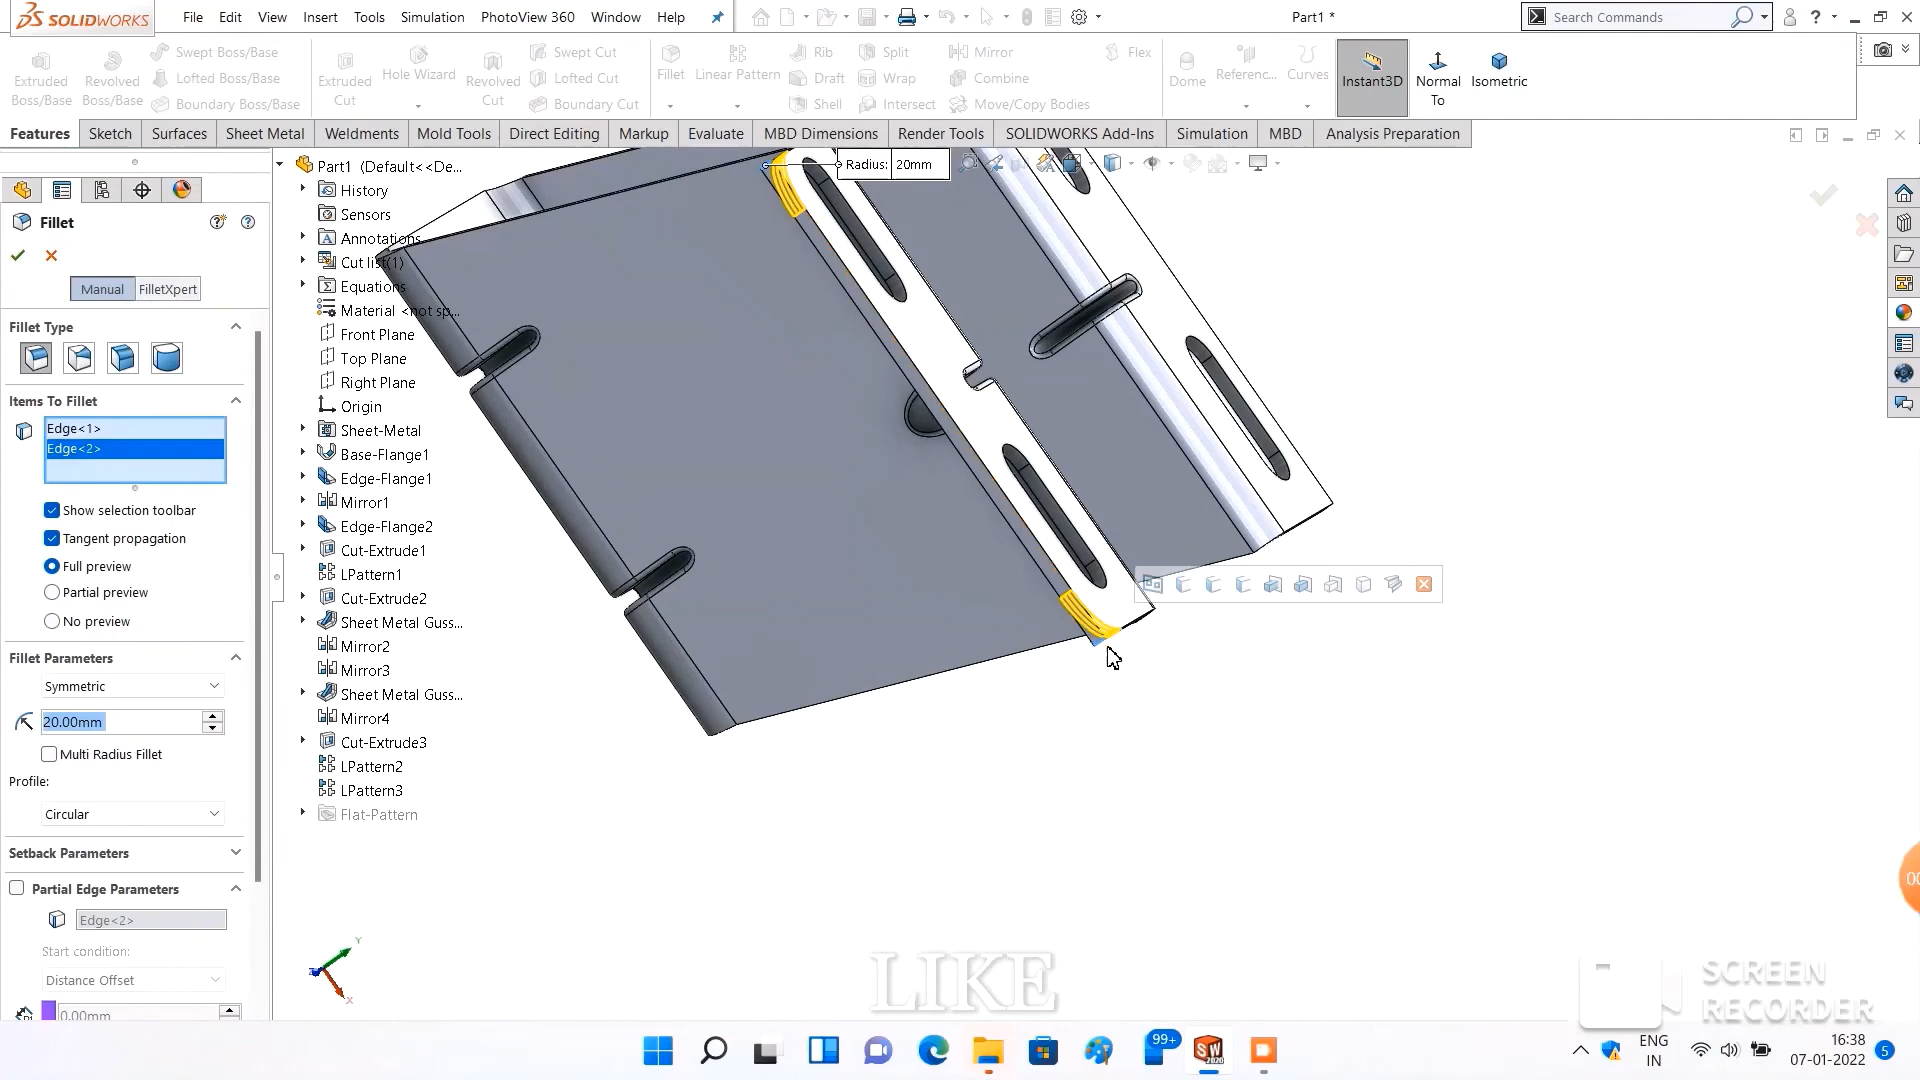 SOLIDWORKS
File Edit View Insert Tools Simulation PhotoView 360 Window Help
Part1 *
Search Commands
Extruded Boss/Base
Revolved Boss/Base
Swept Boss/Base
Lofted Boss/Base
Boundary Boss/Base
Extruded Cut
Hole Wizard
Revolved Cut
Swept Cut
Lofted Cut
Boundary Cut
Fillet
Linear Pattern
Rib
Draft
Shell
Split
Wrap
Intersect
Mirror
Combine
Move/Copy Bodies
Flex
Dome
Referenc...
Curves
Instant3D
Normal To
Isometric
Features Sketch Surfaces Sheet Metal Weldments Mold Tools Direct Editing Markup Evaluate MBD Dimensions Render Tools SOLIDWORKS Add-Ins Simulation MBD Analysis Preparation
Fillet
Manual FilletXpert
Fillet Type
Items To Fillet
Edge<1>
Edge<2>
Show selection toolbar
Tangent propagation
Full preview
Partial preview
No preview
Fillet Parameters
Symmetric
20.00mm
Multi Radius Fillet
Profile:
Circular
Setback Parameters
Partial Edge Parameters
Edge<2>
Start condition:
Distance Offset
0.00mm
Part1 (Default<<De...
History
Sensors
Annotations
Cut list(1)
Equations
Material <not sp...
Front Plane
Top Plane
Right Plane
Origin
Sheet-Metal
Base-Flange1
Edge-Flange1
Mirror1
Edge-Flange2
Cut-Extrude1
LPattern1
Cut-Extrude2
Sheet Metal Guss...
Mirror2
Mirror3
Sheet Metal Guss...
Mirror4
Cut-Extrude3
LPattern2
LPattern3
Flat-Pattern
Radius: 20mm
Y
X
LIKE
00
SCREEN
RECORDER
99+
SW
2020
ENG
IN
16:38
07-01-2022
5